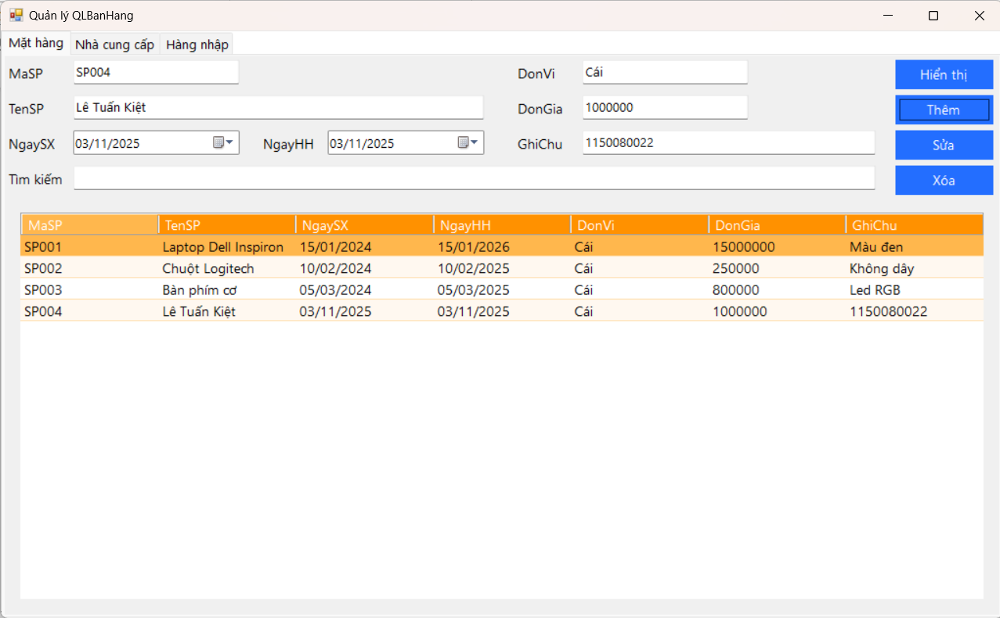 Quản lý QLBanHang
Mặt hàng Nhà cung cấp Hàng nhập
MaSP SP004 DonVi Cái Hiển thị
TenSP Lê Tuấn Kiệt DonGia 1000000 Thêm
NgaySX 03/11/2025 NgayHH 03/11/2025 GhiChu 1150080022 Sửa
Tìm kiếm Xóa
MaSP TenSP NgaySX NgayHH DonVi DonGia GhiChu
SP001 Laptop Dell Inspiron 15/01/2024 15/01/2026 Cái 15000000 Màu đen
SP002 Chuột Logitech 10/02/2024 10/02/2025 Cái 250000 Không dây
SP003 Bàn phím cơ 05/03/2024 05/03/2025 Cái 800000 Led RGB
SP004 Lê Tuấn Kiệt 03/11/2025 03/11/2025 Cái 1000000 1150080022